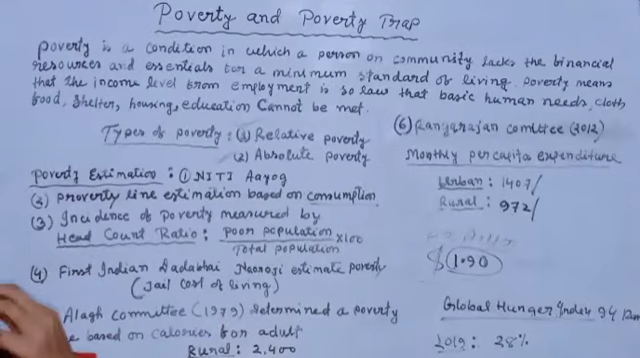 Poverty and Poverty Trap
poverty is a condition in which a person on community lacks the binancial
resources and essentials for a minimum standard of living. poverty means
that the income level from employment is so law that basic human needs, cloth
food, shelter, housing, education cannot be met.
Types of poverty: (1) Relative poverty
(2) Absolute poverty
poverty Estimation: (1) NITI Aayog
(2) proverty line estimation based on consumption
(3) Incidence of poverty measured by
Head Count Ratio: Poor population/Total population x100
(4) First Indian Dadabhai Naoroji estimate poverty
(Jail cost of living)
Alagh committee (1979) determined a poverty
based on calories for adult
Rural: 2,400
(6) Rangarajan comittee (2012)
Monthly per capita expenditure
Urban: 1407/
Rural: 972/
$1.90
Global Hunger Index 94
2019: 28%